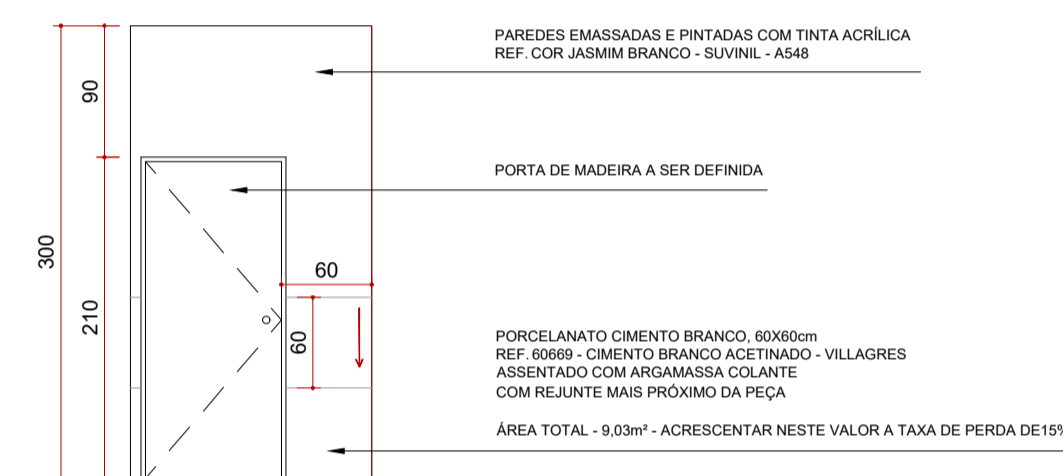 PAREDES EMASSADAS E PINTADAS COM TINTA ACRÍLICA
REF. COR JASMIM BRANCO - SUVINIL - A548
90
PORTA DE MADEIRA A SER DEFINIDA
300
210
60
60
PORCELANATO CIMENTO BRANCO, 60X60cm
REF. 60669 - CIMENTO BRANCO ACETINADO - VILLAGRES
ASSENTADO COM ARGAMASSA COLANTE
COM REJUNTE MAIS PRÓXIMO DA PEÇA
ÁREA TOTAL - 9,03m² - ACRESCENTAR NESTE VALOR A TAXA DE PERDA DE15%